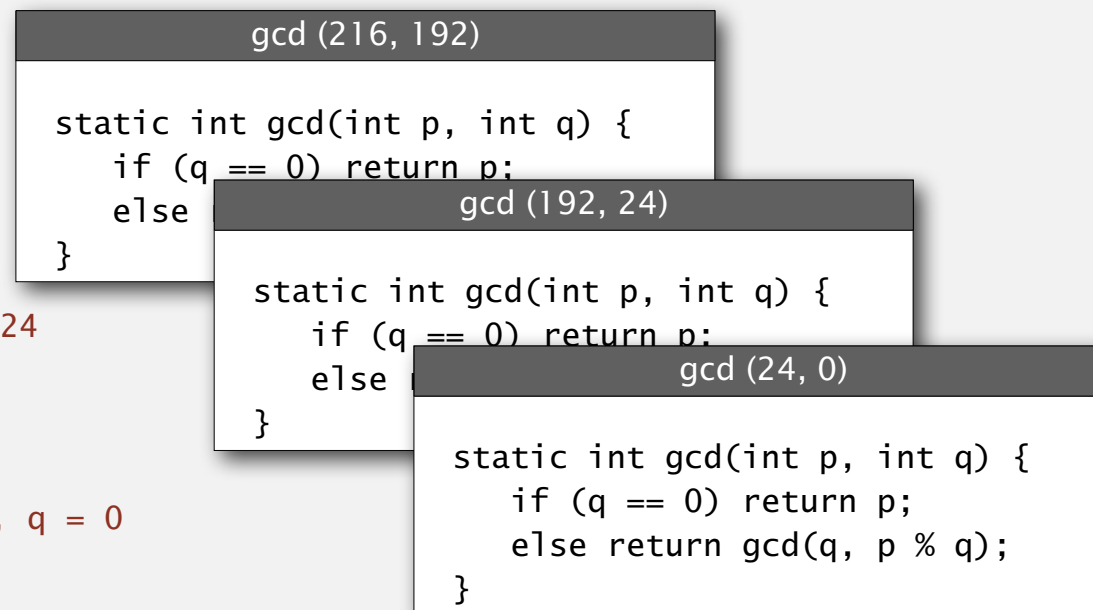 gcd (216, 192)
static int gcd(int p, int q) {
if (q == 0) return p;
else
}
gcd (192, 24)
static int gcd(int p, int q) {
if (q == 0) return p;
else
}
24
gcd (24, 0)
static int gcd(int p, int q) {
if (q == 0) return p;
else return gcd(q, p % q);
}
q = 0